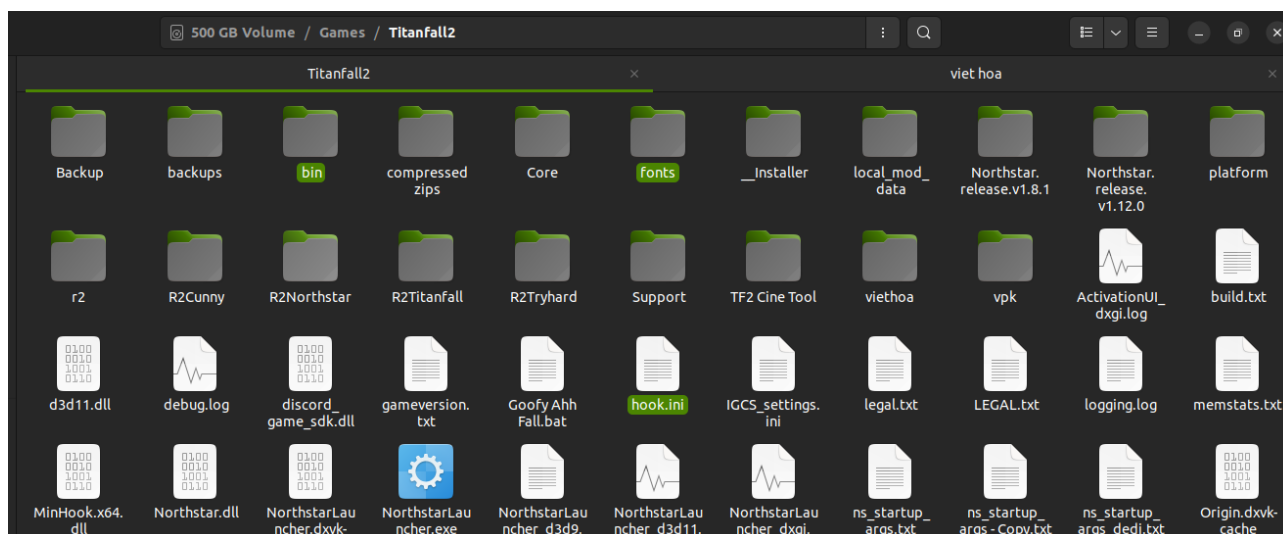 500 GB Volume / Games / Titanfall2
Titanfall2
viet hoa
Backup
backups
bin
compressed
zips
Core
fonts
__Installer
local_mod_
data
Northstar.
release.v1.8.1
Northstar.
release.
v1.12.0
platform
r2
R2Cunny
R2Northstar
R2Titanfall
R2Tryhard
Support
TF2 Cine Tool
viethoa
vpk
ActivationUI_
dxgi.log
build.txt
d3d11.dll
debug.log
discord_
game_sdk.dll
gameversion.
txt
Goofy Ahh
Fall.bat
hook.ini
IGCS_settings.
ini
legal.txt
LEGAL.txt
logging.log
memstats.txt
MinHook.x64.
dll
Northstar.dll
NorthstarLau
ncher.dxvk-
NorthstarLau
ncher.exe
NorthstarLau
ncher_d3d9.
NorthstarLau
ncher_d3d11.
NorthstarLau
ncher_dxgi.
ns_startup_
args.txt
ns_startup_
args - Copy.txt
ns_startup_
args_dedi.txt
Origin.dxvk-
cache